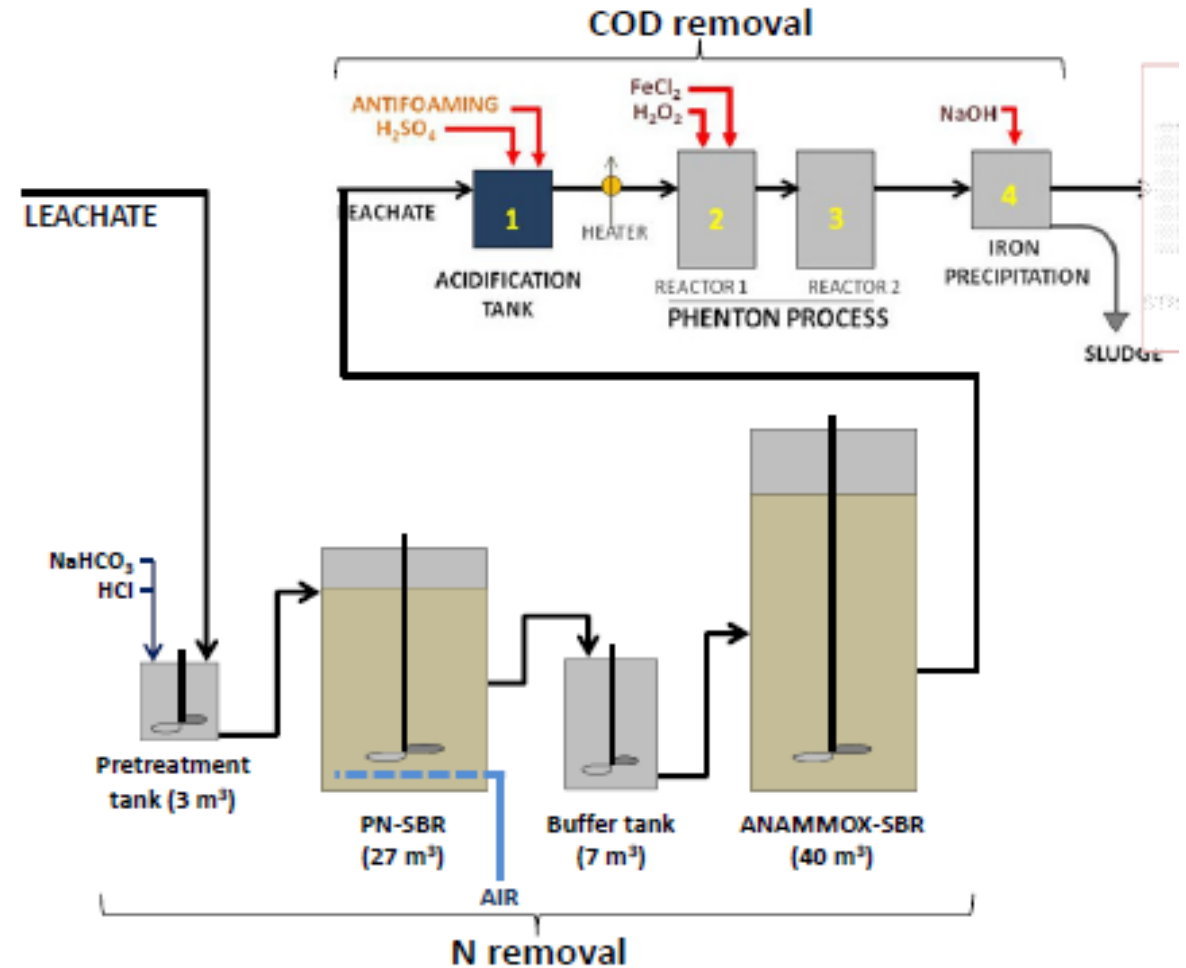 COD removal
ANTIFOAMING
H₂SO₄
FeCl₂
H₂O₂
NaOH
LEACHATE
LEACHATE
1
HEATER
2
3
4
ACIDIFICATION
TANK
REACTOR 1
REACTOR 2
PHENTON PROCESS
IRON
PRECIPITATION
SLUDGE
NaHCO₃
HCl
Pretreatment
tank (3 m³)
PN-SBR
(27 m³)
Buffer tank
(7 m³)
ANAMMOX-SBR
(40 m³)
AIR
N removal